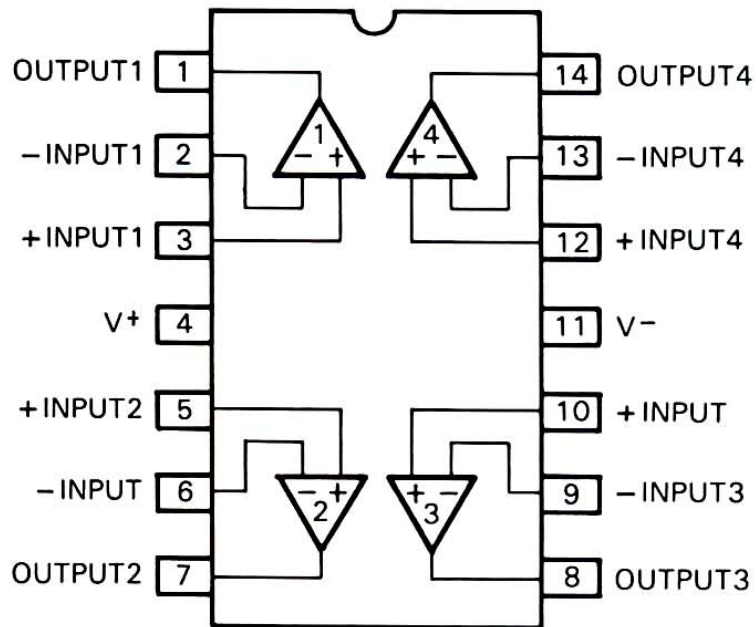 OUTPUT1 1
14 OUTPUT4
1
4
- +
+ -
-INPUT1 2
13 -INPUT4
+INPUT1 3
12 +INPUT4
V+ 4
11 V-
+INPUT2 5
10 +INPUT
-INPUT 6
9 -INPUT3
- +
+ -
2
3
OUTPUT2 7
8 OUTPUT3